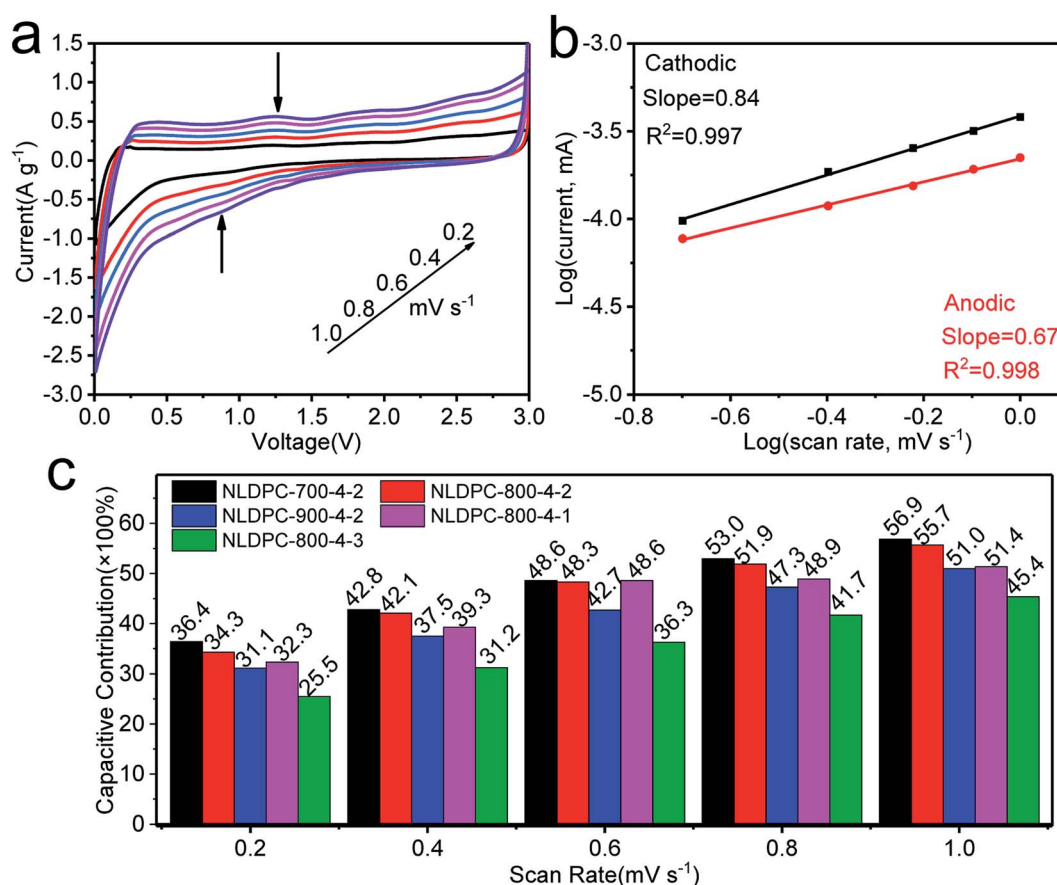 a
1.5
1.0
0.5
0.0
-0.5
-1.0
-1.5
-2.0
-2.5
-3.0
Current(A g-1)
0.0 0.5 1.0 1.5 2.0 2.5 3.0
Voltage(V)
0.2
0.4
0.6
0.8
1.0
mV s-1
b
-3.0
-3.5
-4.0
-4.5
-5.0
Log(current, mA)
Cathodic
Slope=0.84
R2=0.997
Anodic
Slope=0.67
R2=0.998
-0.8 -0.6 -0.4 -0.2 0.0
Log(scan rate, mV s-1)
c
NLDPC-700-4-2 NLDPC-800-4-2
NLDPC-900-4-2 NLDPC-800-4-1
NLDPC-800-4-3
Capacitive Contribution(×100%)
60
50
40
30
20
10
0
36.4 34.3 31.1 32.3 25.5
42.8 42.1 37.5 39.3 31.2
48.6 48.3 42.7 48.6 36.3
53.0 51.9 47.3 48.9 41.7
56.9 55.7 51.0 51.4 45.4
0.2 0.4 0.6 0.8 1.0
Scan Rate(mV s-1)